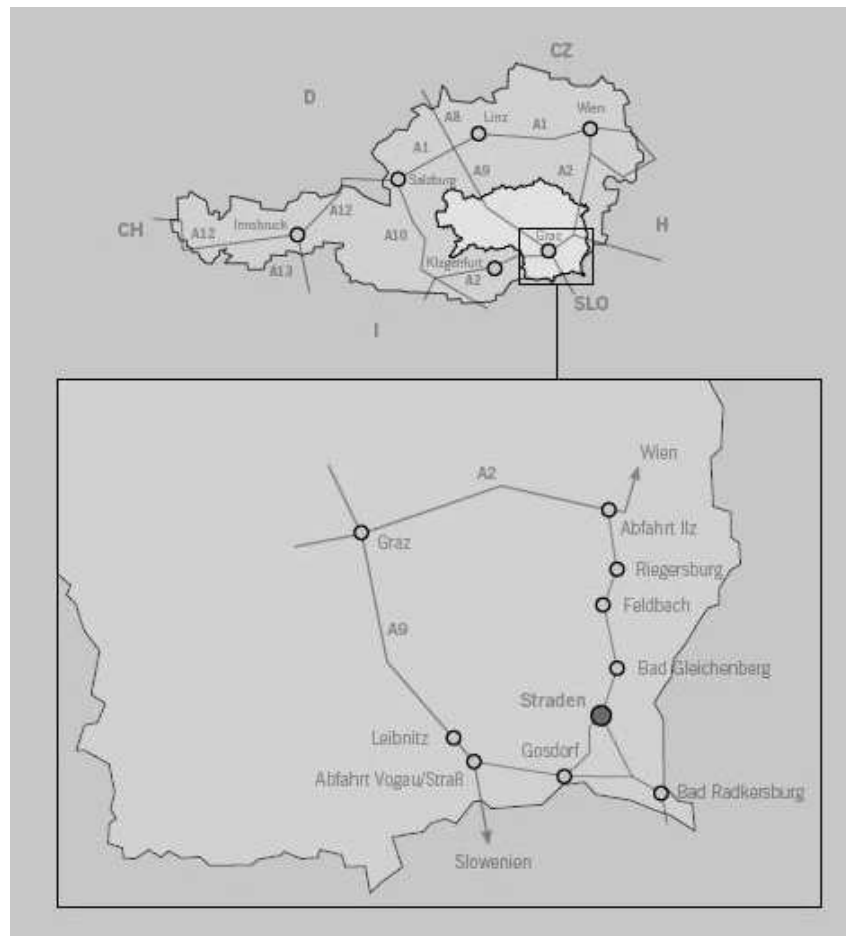 CZ
D
Wien
A8
Linz
A1
A1
A9
A2
Salzburg
A12
Innsbruck
CH
A12
A10
H
Graz
Klagenfurt
A13
A2
SLO
I
Wien
A2
Abfahrt Ilz
Graz
Riegersburg
Feldbach
A9
Bad Gleichenberg
Straden
Leibnitz
Gosdorf
Abfahrt Vogau/Straß
Bad Radkersburg
Slowenien